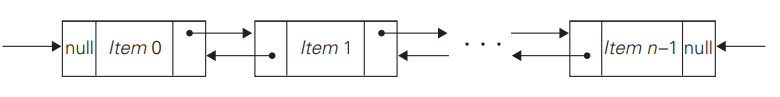 null Item 0 Item 1 . . . Item n–1 null